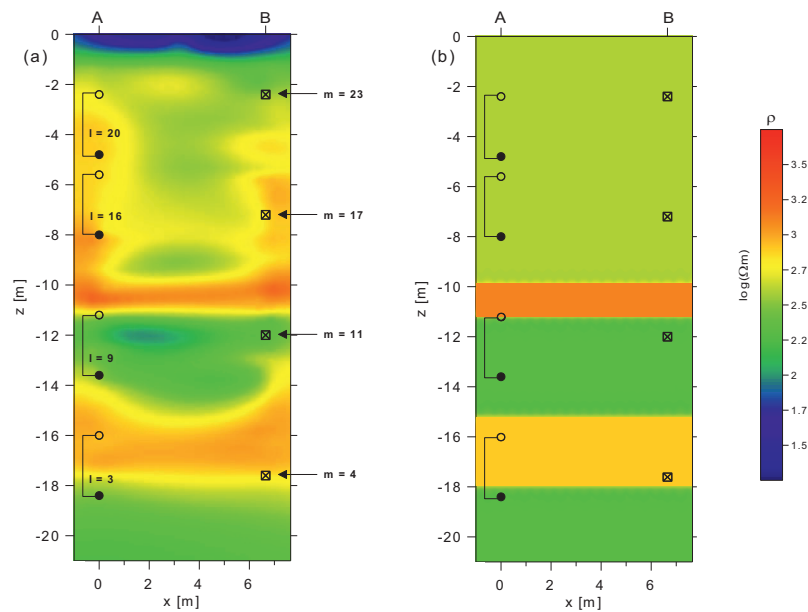 A B
(a)
0
-2
-4
-6
-8
-10
-12
-14
-16
-18
-20
z [m]
l = 20
l = 16
l = 9
l = 3
m = 23
m = 17
m = 11
m = 4
0 2 4 6
x [m]
A B
(b)
0
-2
-4
-6
-8
-10
-12
-14
-16
-18
-20
z [m]
0 2 4 6
x [m]
ρ
log(Ωm)
3.5
3.2
2.9
2.7
2.5
2.2
2
1.7
1.5